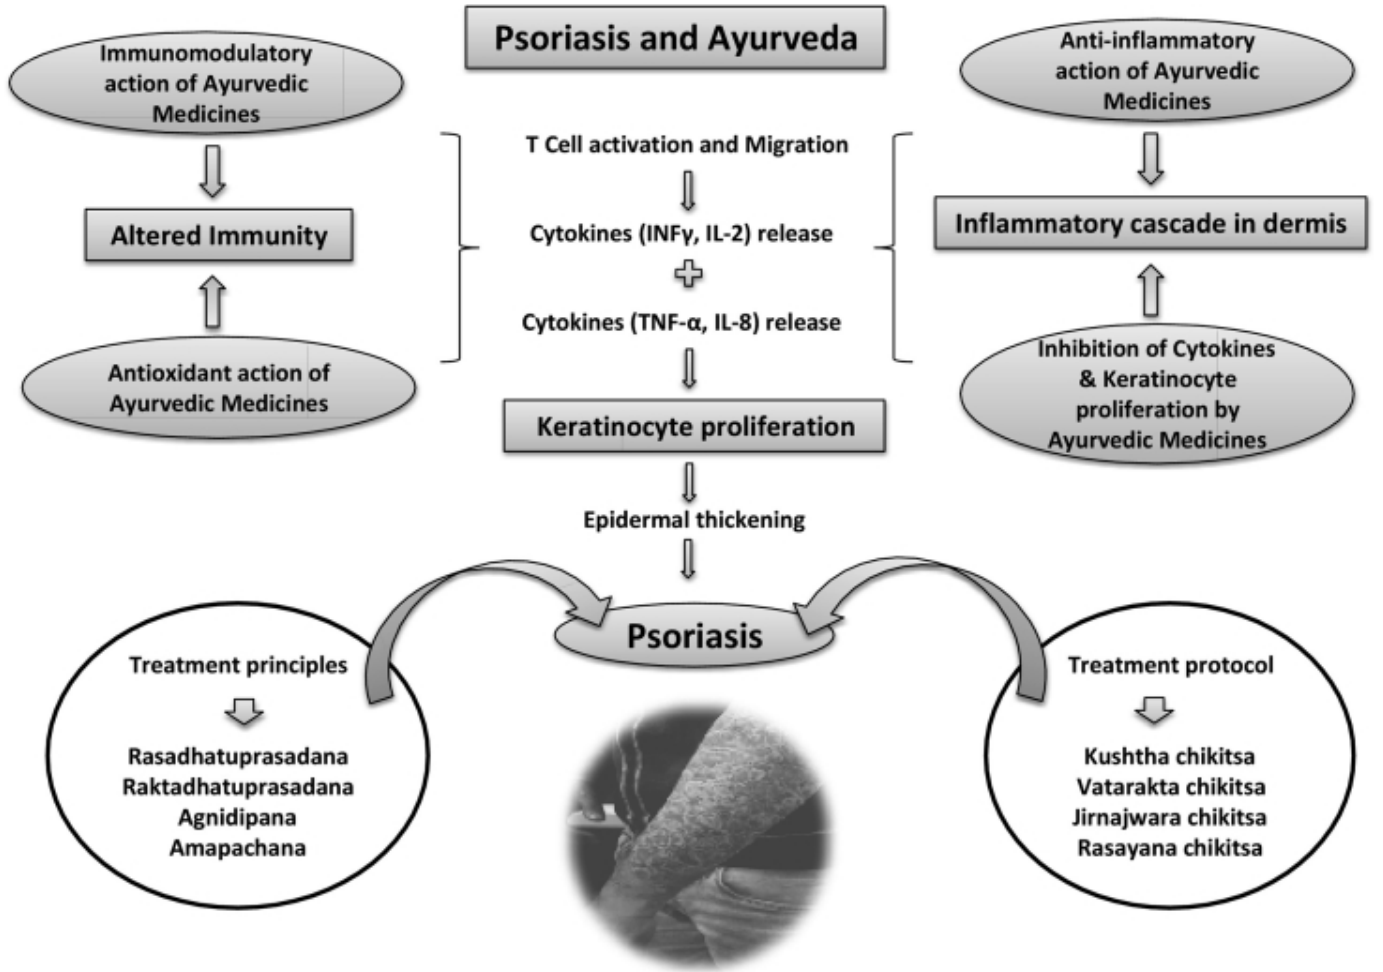 Psoriasis and Ayurveda
Immunomodulatory
action of Ayurvedic
Medicines
Altered Immunity
Antioxidant action of
Ayurvedic Medicines
T Cell activation and Migration
Cytokines (INFγ, IL-2) release
Cytokines (TNF-α, IL-8) release
Keratinocyte proliferation
Epidermal thickening
Psoriasis
Anti-inflammatory
action of Ayurvedic
Medicines
Inflammatory cascade in dermis
Inhibition of Cytokines
& Keratinocyte
proliferation by
Ayurvedic Medicines
Treatment principles
Rasadhatuprasadana
Raktadhatuprasadana
Agnidipana
Amapachana
Treatment protocol
Kushtha chikitsa
Vatarakta chikitsa
Jirnajwara chikitsa
Rasayana chikitsa